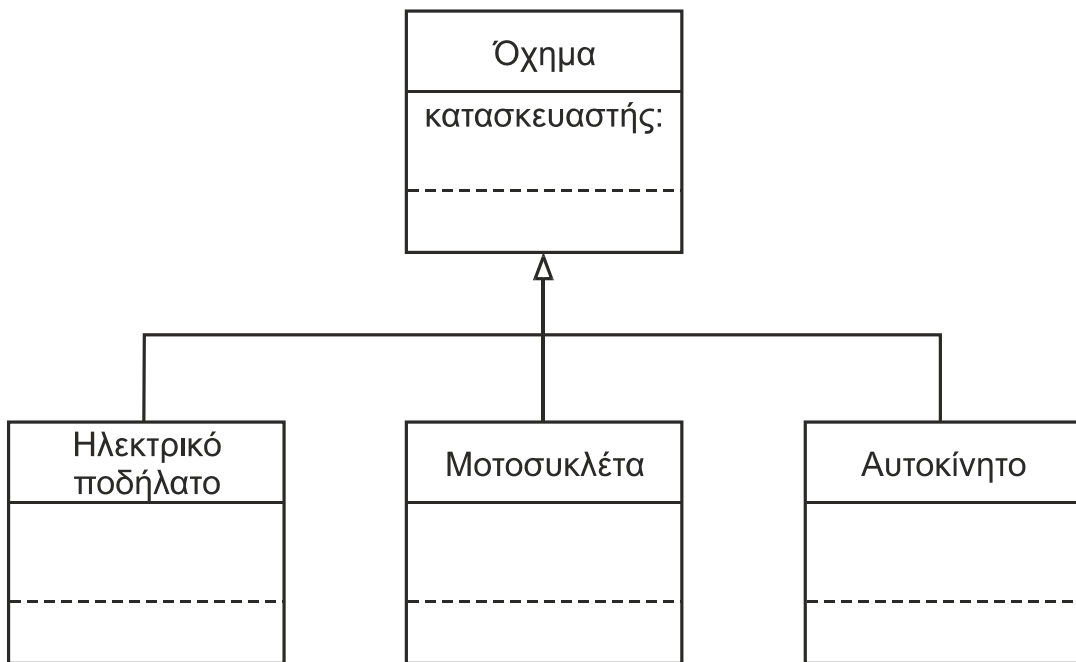 Όχημα
κατασκευαστής:
Ηλεκτρικό
ποδήλατο
Μοτοσυκλέτα
Αυτοκίνητο